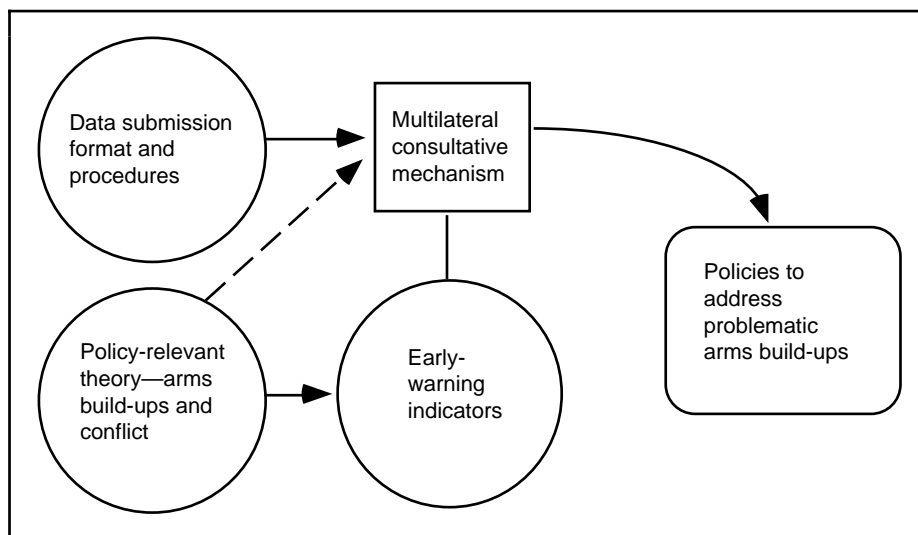 Data submission
format and
procedures
Multilateral
consultative
mechanism
Policies to
address
problematic
arms build-ups
Policy-relevant
theory—arms
build-ups and
conflict
Early-
warning
indicators